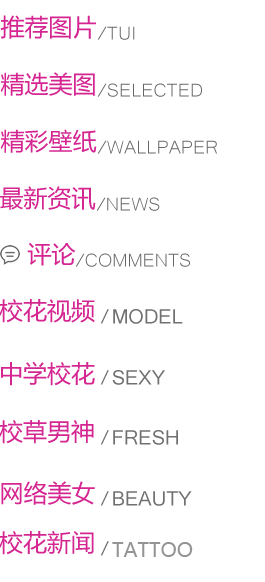 推荐图片/TUI
精选美图/SELECTED
精彩壁纸/WALLPAPER
最新资讯/NEWS
评论/COMMENTS
校花视频 / MODEL
中学校花 / SEXY
校草男神 / FRESH
网络美女 / BEAUTY
校花新闻 / TATTOO